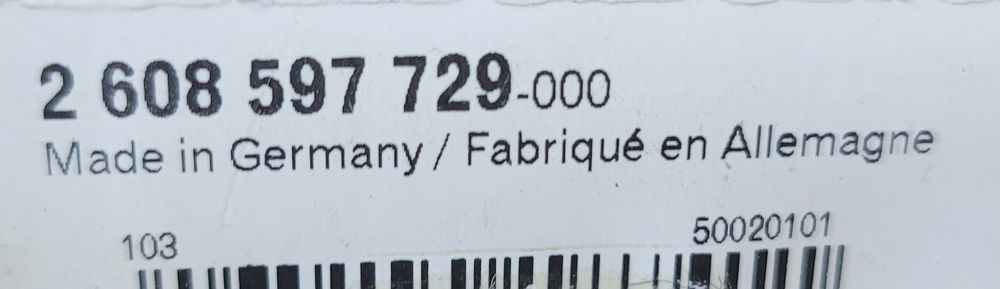 2 608 597 729-000
Made in Germany / Fabriqué en Allemagne
103 50020101